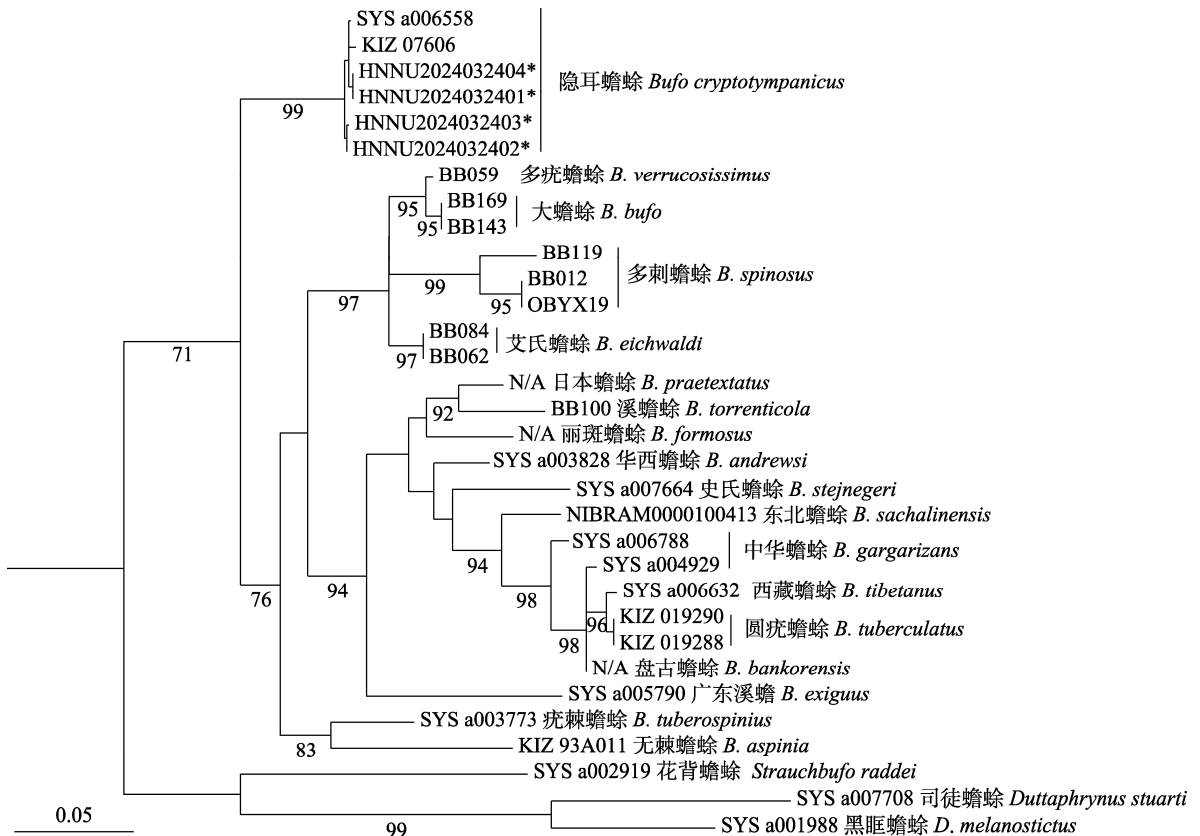 SYS a006558
KIZ 07606
HNNU2024032404*
隐耳蟾蜍 Bufo cryptotympanicus
HNNU2024032401*
99
HNNU2024032403*
HNNU2024032402*
BB059 多疣蟾蜍 B. verrucosissimus
BB169
95
大蟾蜍 B. bufo
95
BB143
BB119
BB012
多刺蟾蜍 B. spinosus
99
97
95
OBYX19
BB084
艾氏蟾蜍 B. eichwaldi
71
97
BB062
N/A 日本蟾蜍 B. praetextatus
92
BB100 溪蟾蜍 B. torrenticola
N/A 丽斑蟾蜍 B. formosus
SYS a003828 华西蟾蜍 B. andrewsi
SYS a007664 史氏蟾蜍 B. stejnegeri
NIBRAM0000100413 东北蟾蜍 B. sachalinensis
SYS a006788
中华蟾蜍 B. gargarizans
94
SYS a004929
76
94
98
SYS a006632 西藏蟾蜍 B. tibetanus
KIZ 019290
96
圆疣蟾蜍 B. tuberculatus
98
KIZ 019288
N/A 盘古蟾蜍 B. bankorensis
SYS a005790 广东溪蟾 B. exiguus
SYS a003773 疣棘蟾蜍 B. tuberospinius
83
KIZ 93A011 无棘蟾蜍 B. aspinia
SYS a002919 花背蟾蜍 Strauchbufo raddei
SYS a007708 司徒蟾蜍 Duttaphrynus stuarti
0.05
99
SYS a001988 黑眶蟾蜍 D. melanostictus